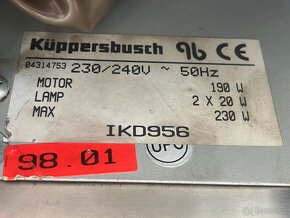 Küppersbusch CE
04314753 230/240V ~ 50Hz
MOTOR 190 W
LAMP 2 X 20 W
MAX 230 W
IKD956
98.01